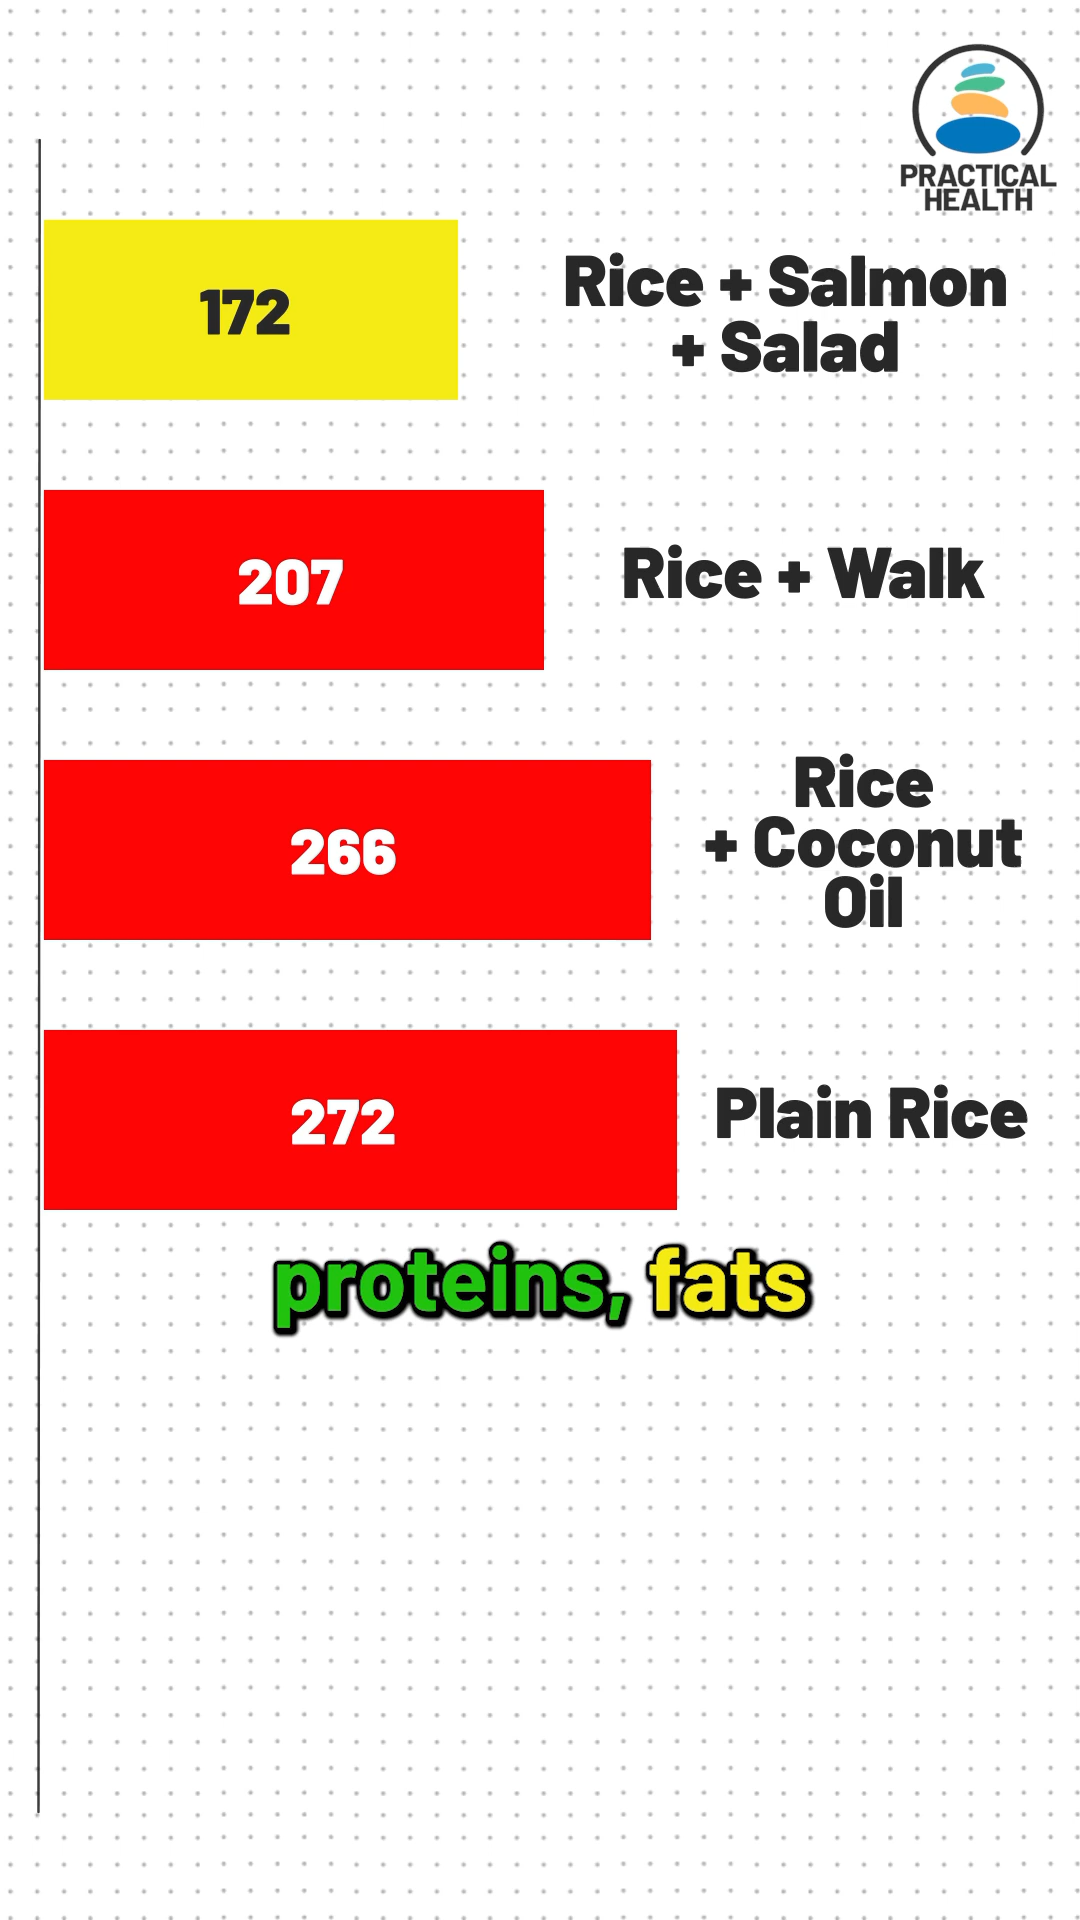 PRACTICAL
HEALTH
172
Rice + Salmon
+ Salad
207
Rice + Walk
266
Rice
+ Coconut
Oil
272
Plain Rice
proteins, fats